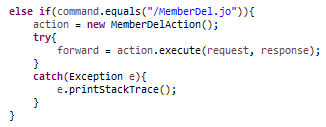 else if(command.equals("/MemberDel.jo")){
action = new MemberDelAction();
try{
forward = action.execute(request, response);
}
catch(Exception e){
e.printStackTrace();
}
}